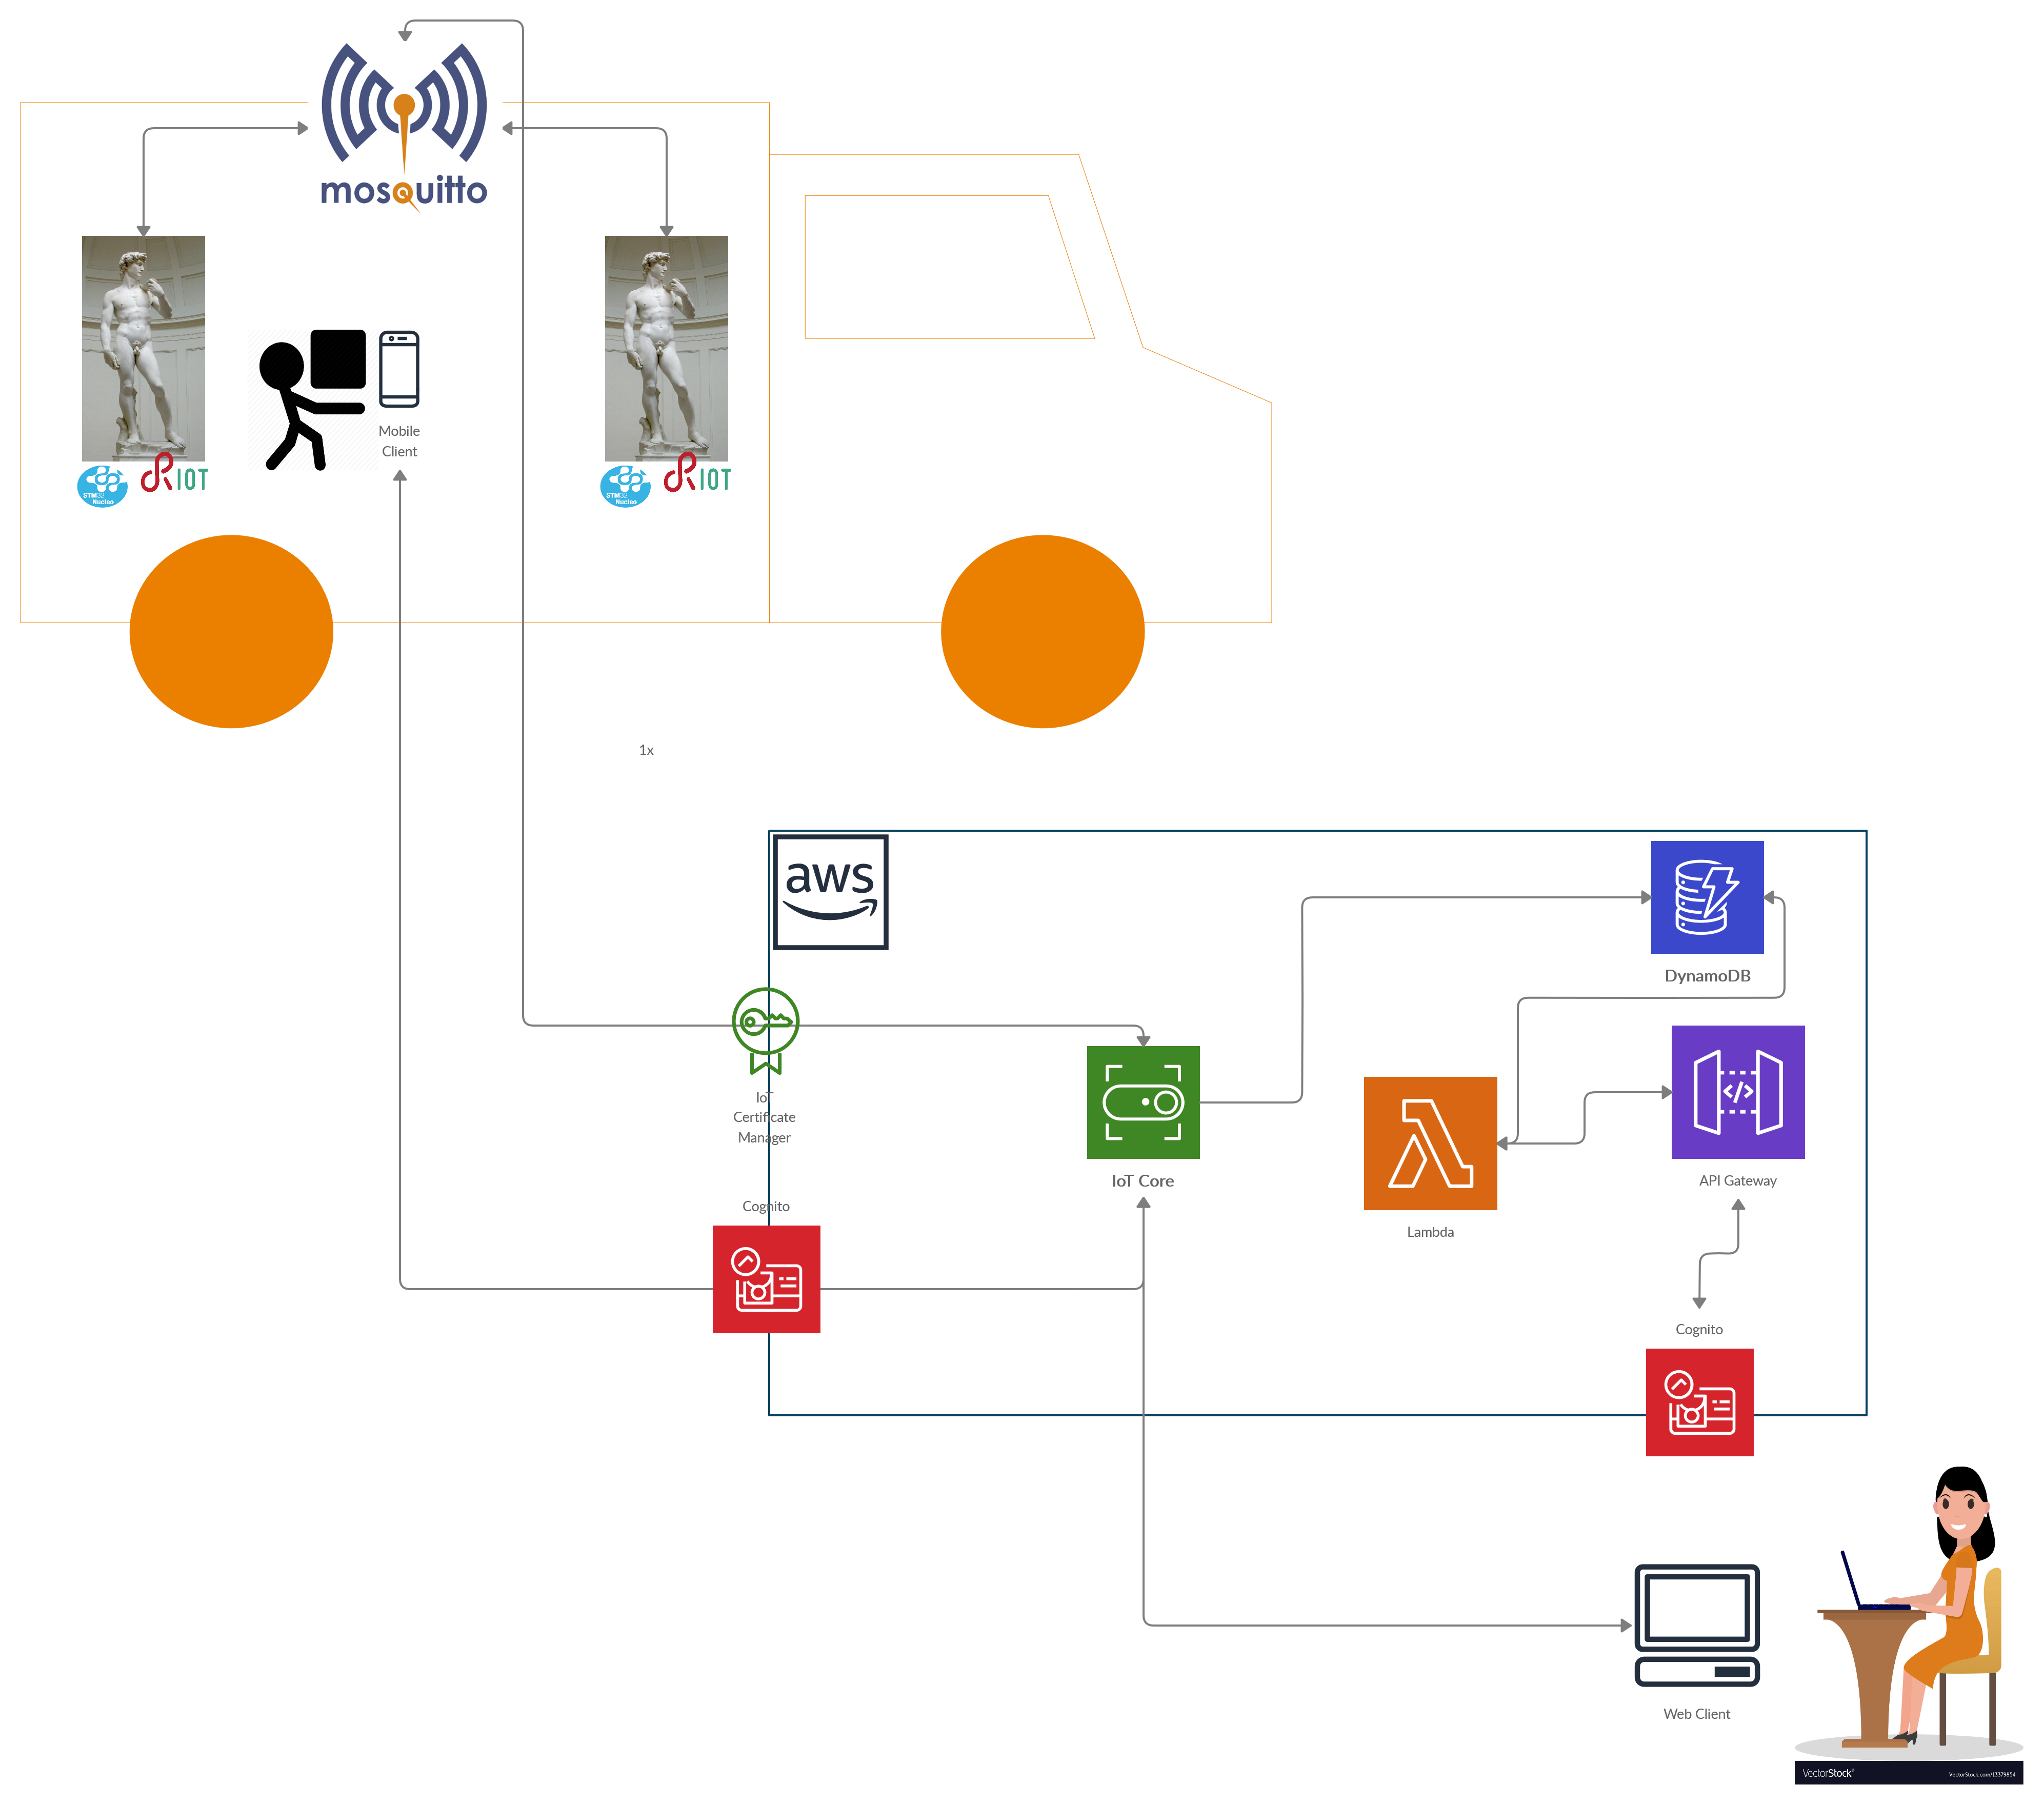 mosquitto
Mobile
Client
STM32
Nucleo
RIOT
STM32
Nucleo
RIOT
1x
aws
DynamoDB
IoT
Certificate
Manager
IoT Core
API Gateway
Cognito
Lambda
Cognito
Web Client
VectorStock®
VectorStock.com/13379854